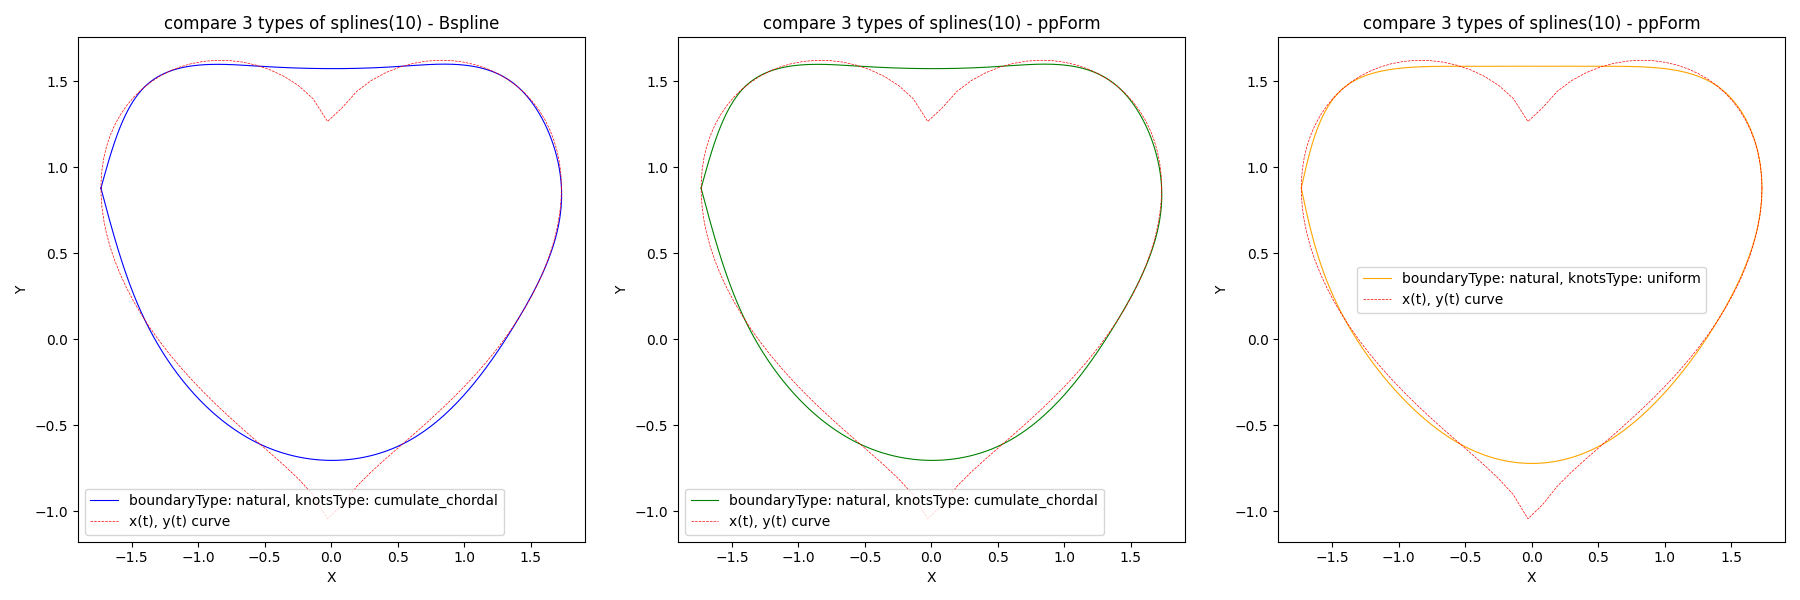 compare 3 types of splines(10) - Bspline
1.5
1.0
0.5
0.0
−0.5
−1.0
Y
boundaryType: natural, knotsType: cumulate_chordal
x(t), y(t) curve
−1.5 −1.0 −0.5 0.0 0.5 1.0 1.5
X
compare 3 types of splines(10) - ppForm
1.5
1.0
0.5
0.0
−0.5
−1.0
Y
boundaryType: natural, knotsType: cumulate_chordal
x(t), y(t) curve
−1.5 −1.0 −0.5 0.0 0.5 1.0 1.5
X
compare 3 types of splines(10) - ppForm
1.5
1.0
0.5
0.0
−0.5
−1.0
Y
boundaryType: natural, knotsType: uniform
x(t), y(t) curve
−1.5 −1.0 −0.5 0.0 0.5 1.0 1.5
X